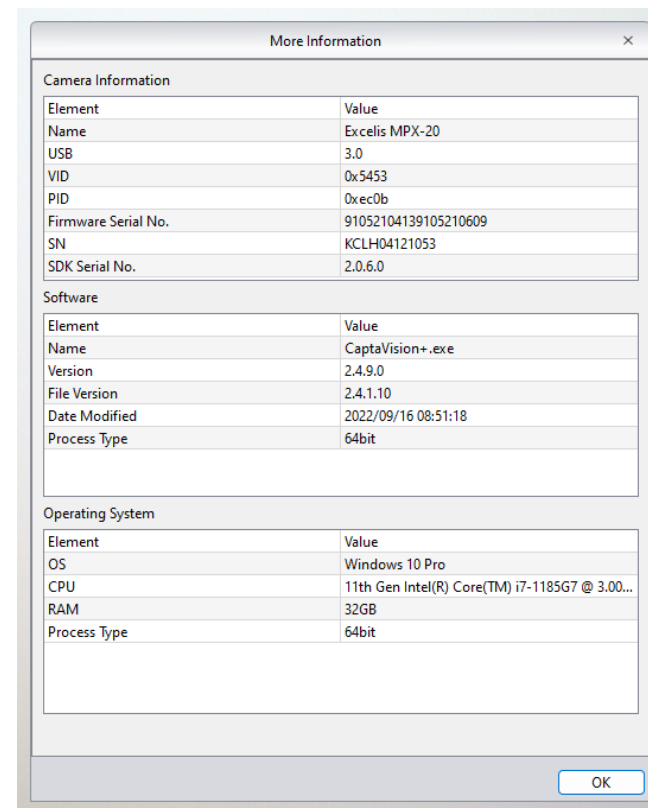 More Information
Camera Information
Element Value
Name Excelis MPX-20
USB 3.0
VID 0x5453
PID 0xec0b
Firmware Serial No. 91052104139105210609
SN KCLH04121053
SDK Serial No. 2.0.6.0
Software
Element Value
Name CaptaVision+.exe
Version 2.4.9.0
File Version 2.4.1.10
Date Modified 2022/09/16 08:51:18
Process Type 64bit
Operating System
Element Value
OS Windows 10 Pro
CPU 11th Gen Intel(R) Core(TM) i7-1185G7 @ 3.00...
RAM 32GB
Process Type 64bit
OK